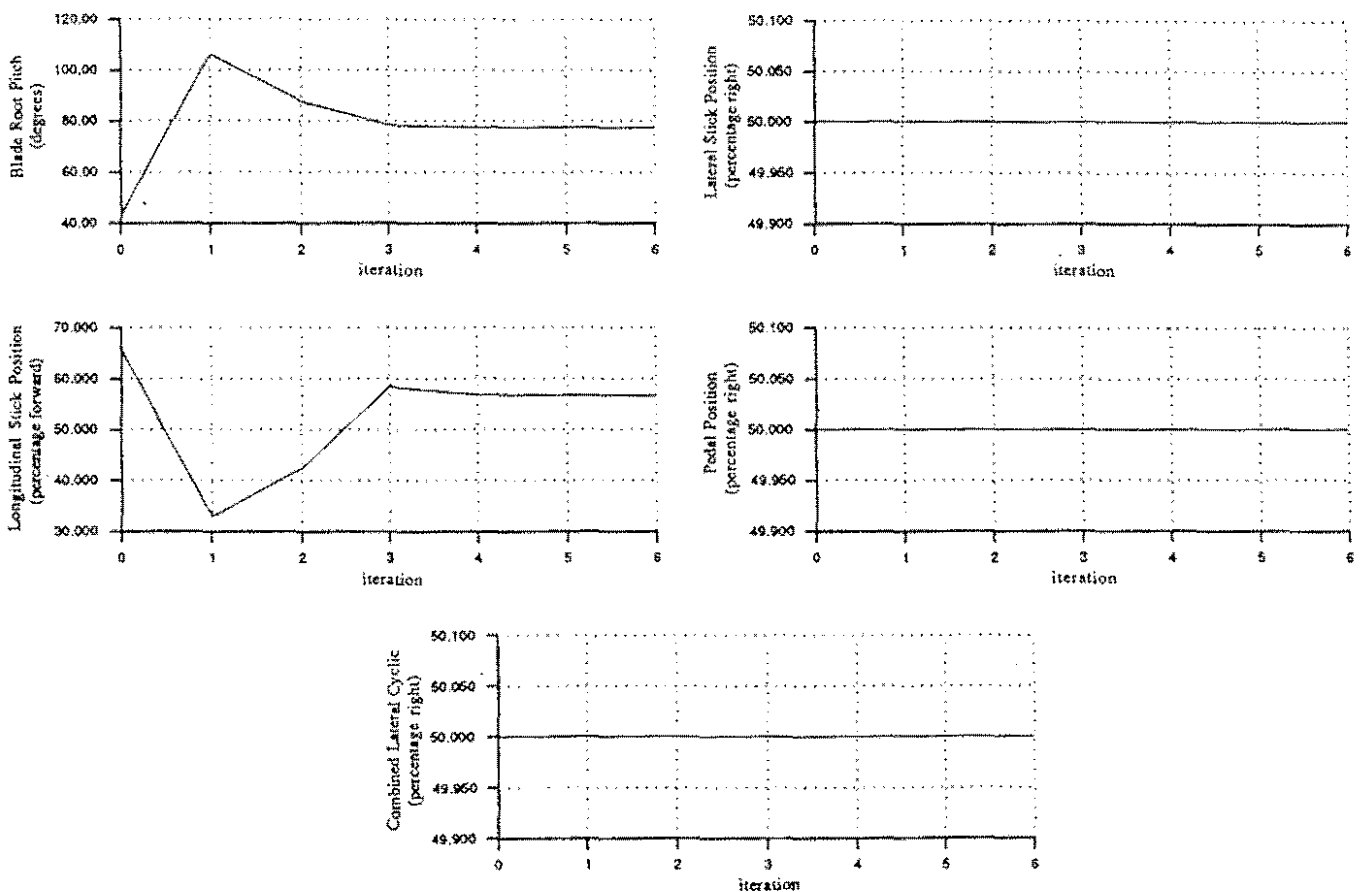 Blade Root Pitch
(degrees)
120.00
100.00
80.00
60.00
40.00
0 1 2 3 4 5 6
iteration
Lateral Stick Position
(percentage right)
50.100
50.050
50.000
49.950
49.900
0 1 2 3 4 5 6
iteration
Longitudinal Stick Position
(percentage forward)
70.000
60.000
50.000
40.000
30.000
0 1 2 3 4 5 6
iteration
Pedal Position
(percentage right)
50.100
50.050
50.000
49.950
49.900
0 1 2 3 4 5 6
iteration
Combined Lateral Cyclic
(percentage right)
50.100
50.050
50.000
49.950
49.900
0 1 2 3 4 5 6
iteration